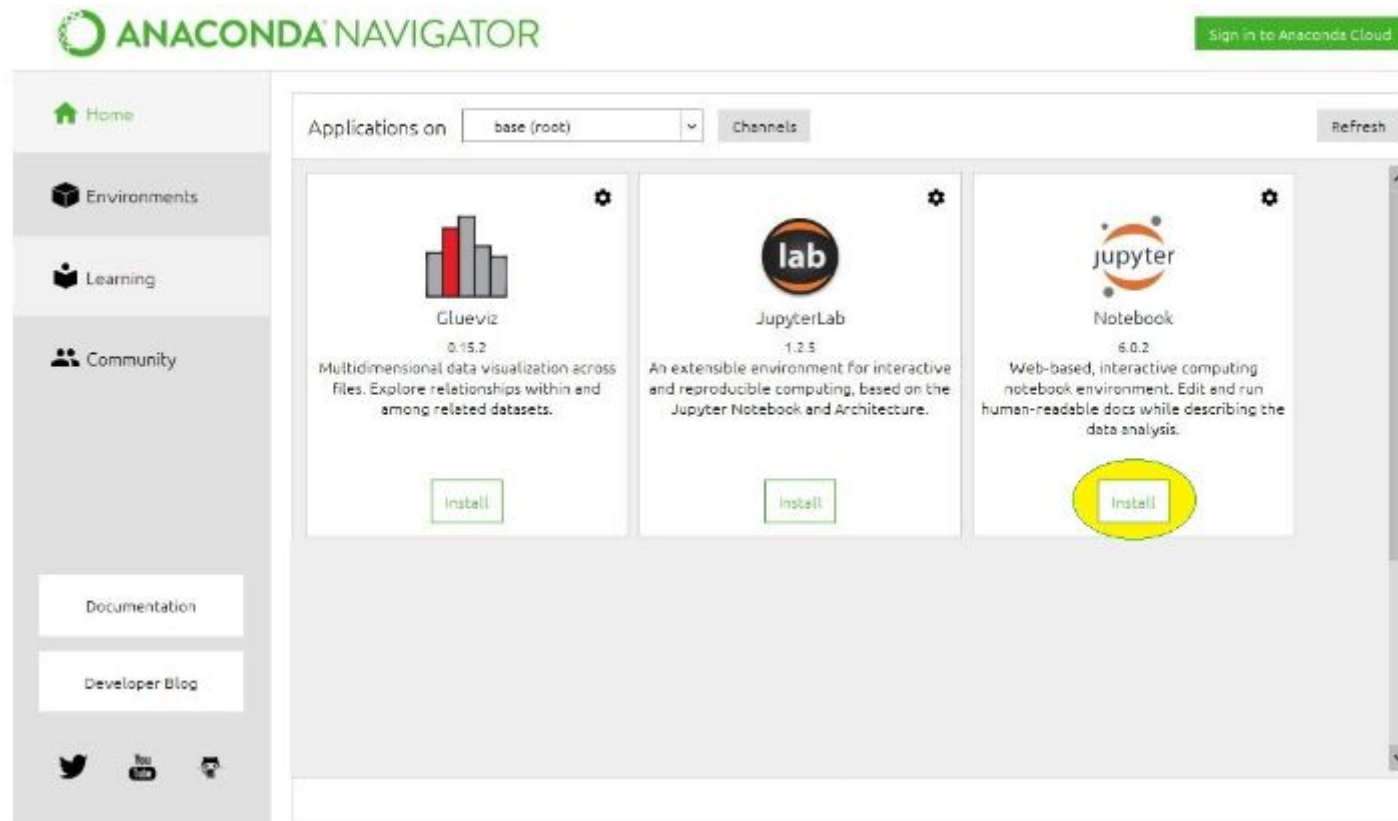 ANACONDA NAVIGATOR
Sign in to Anaconda Cloud
Home
Environments
Learning
Community
Documentation
Developer Blog
You
Tube
Applications on base (root) Channels
Refresh
Glueviz
0.15.2
Multidimensional data visualization across
files. Explore relationships within and
among related datasets.
Install
lab
JupyterLab
1.2.5
An extensible environment for interactive
and reproducible computing, based on the
Jupyter Notebook and Architecture.
Install
jupyter
Notebook
6.0.2
Web-based, interactive computing
notebook environment. Edit and run
human-readable docs while describing the
data analysis.
Install